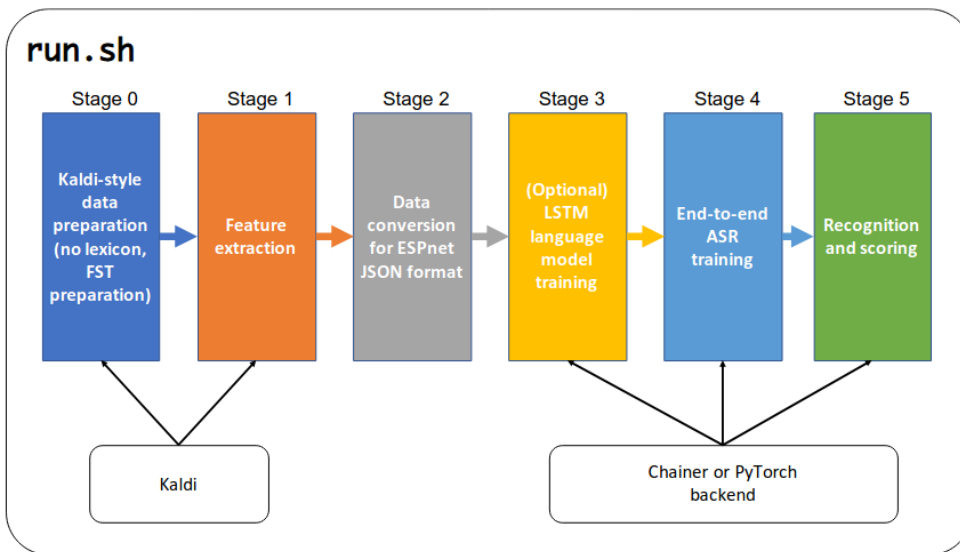 run.sh
Stage 0
Stage 1
Stage 2
Stage 3
Stage 4
Stage 5
Kaldi-style
data
preparation
(no lexicon,
FST
preparation)
Feature
extraction
Data
conversion
for ESPnet
JSON format
(Optional)
LSTM
language
model
training
End-to-end
ASR
training
Recognition
and scoring
Kaldi
Chainer or PyTorch
backend